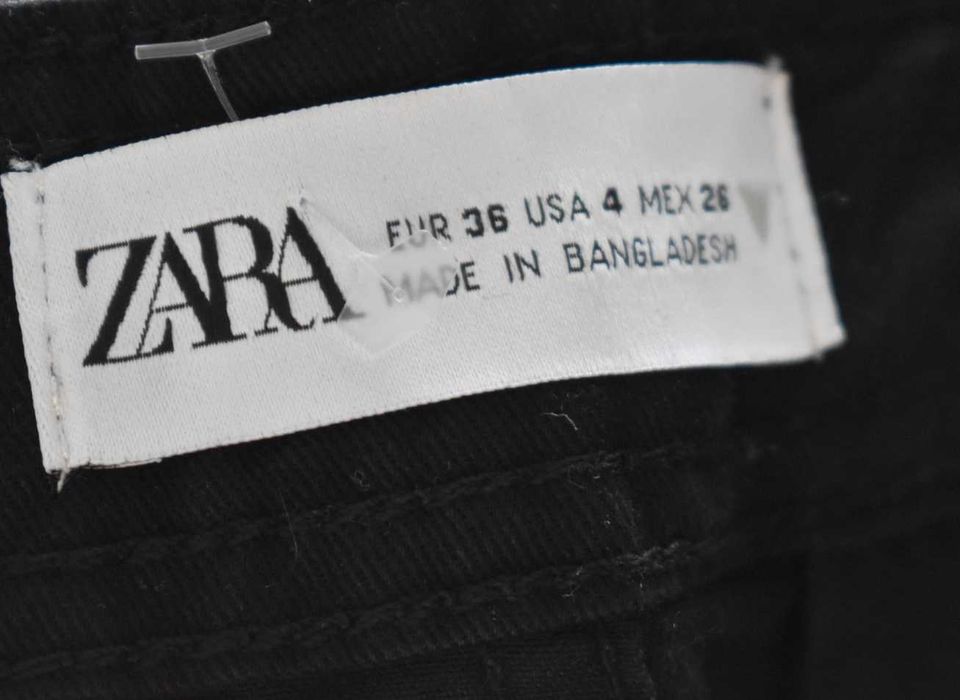 ZARA
EUR 36 USA 4 MEX 26
MADE IN BANGLADESH